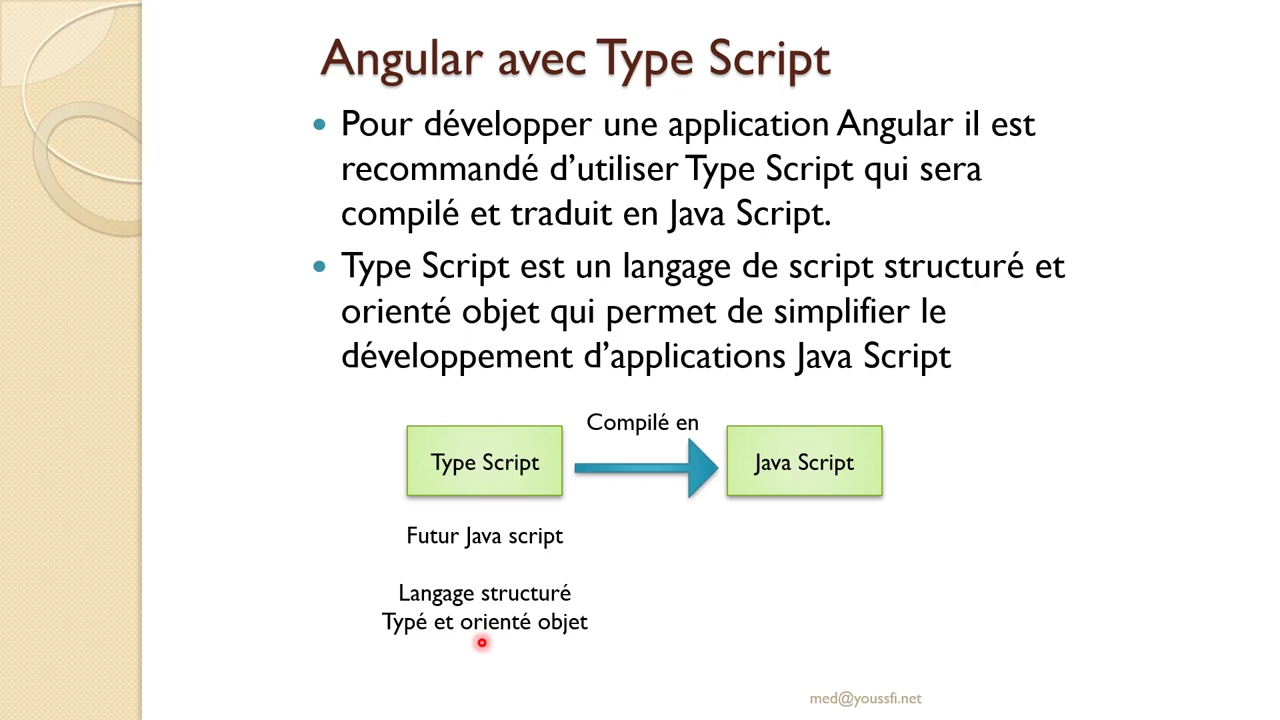 Angular avec Type Script
• Pour développer une application Angular il est
recommandé d’utiliser Type Script qui sera
compilé et traduit en Java Script.
• Type Script est un langage de script structuré et
orienté objet qui permet de simplifier le
développement d’applications Java Script
Compilé en
Type Script
Java Script
Futur Java script
Langage structuré
Typé et orienté objet
med@youssfi.net